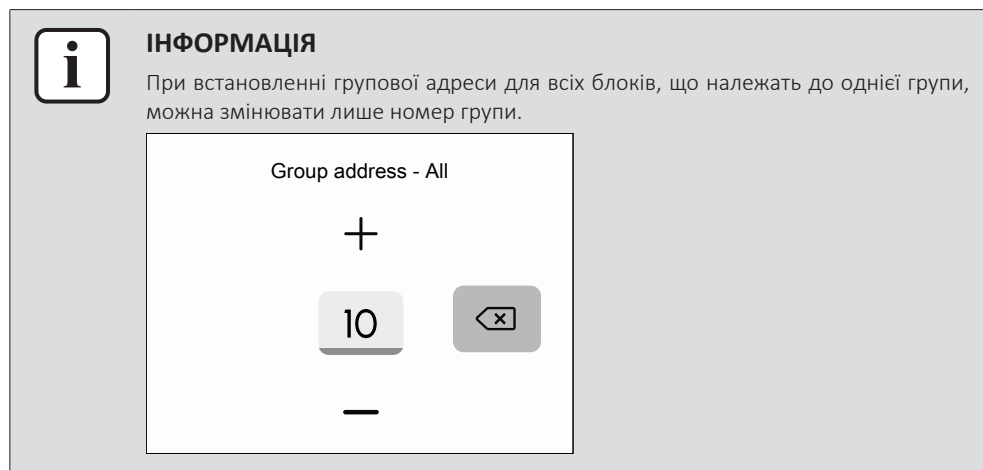 i
ІНФОРМАЦІЯ
При встановленні групової адреси для всіх блоків, що належать до однієї групи,
можна змінювати лише номер групи.
Group address - All
+
10
−